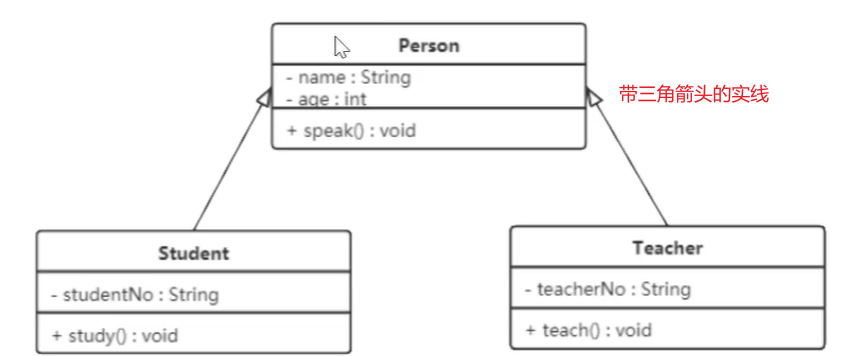 Person
- name : String
- age : int
+ speak() : void
带三角箭头的实线
Student
- studentNo : String
+ study() : void
Teacher
- teacherNo : String
+ teach() : void